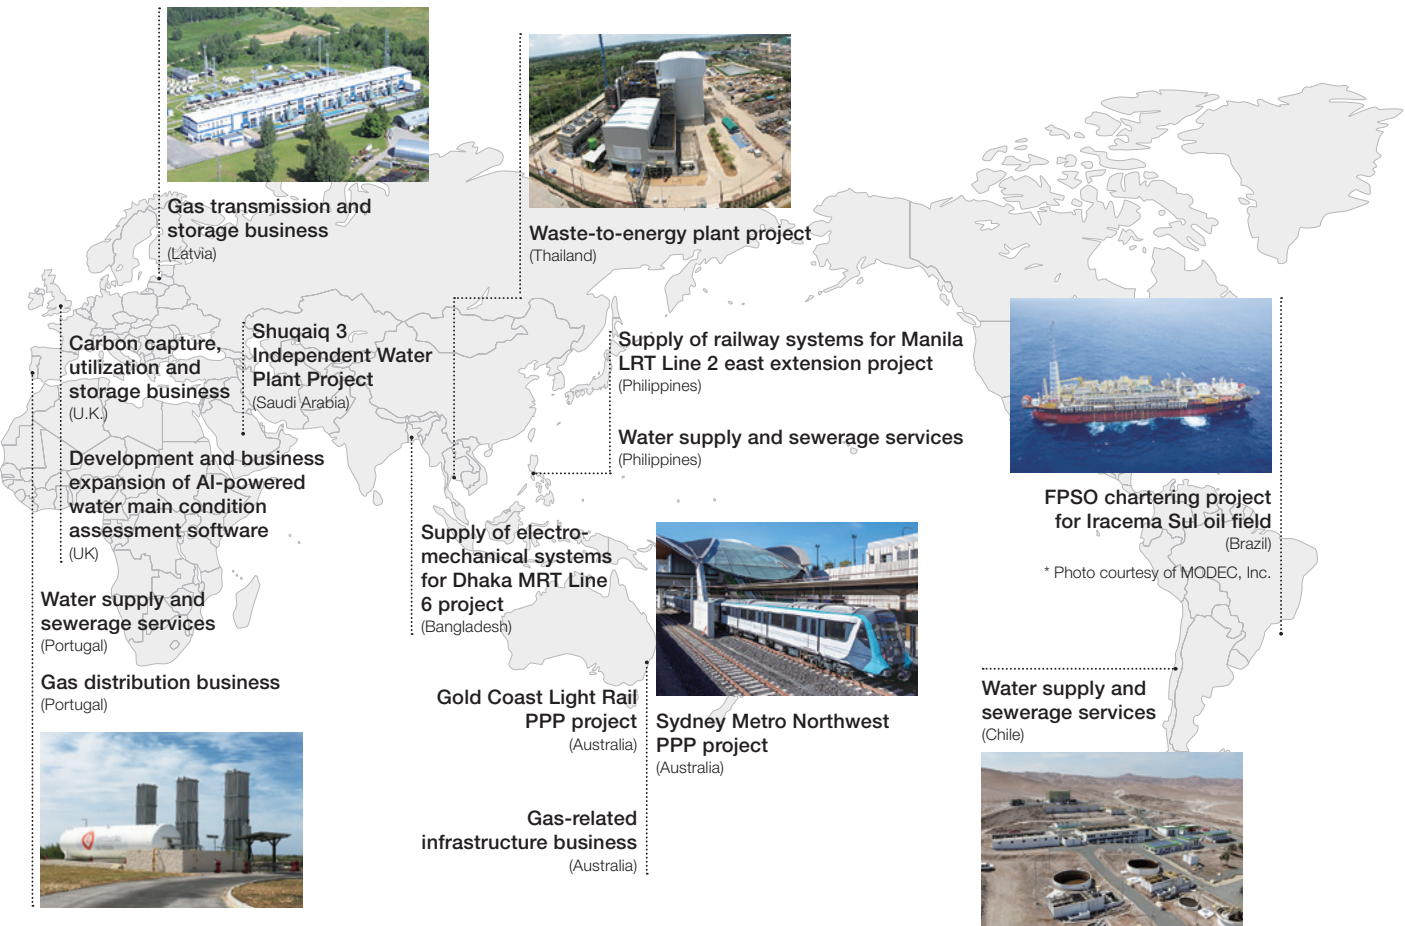 Gas transmission and
storage business
(Latvia)
Waste-to-energy plant project
(Thailand)
Carbon capture,
utilization and
storage business
(U.K.)
Development and business
expansion of AI-powered
water main condition
assessment software
(UK)
Shuqaiq 3
Independent Water
Plant Project
(Saudi Arabia)
Supply of railway systems for Manila
LRT Line 2 east extension project
(Philippines)
Water supply and sewerage services
(Philippines)
FPSO chartering project
for Iracema Sul oil field
(Brazil)
* Photo courtesy of MODEC, Inc.
Supply of electro-
mechanical systems
for Dhaka MRT Line
6 project
(Bangladesh)
Water supply and
sewerage services
(Portugal)
Gas distribution business
(Portugal)
Gold Coast Light Rail
PPP project
(Australia)
Sydney Metro Northwest
PPP project
(Australia)
Gas-related
infrastructure business
(Australia)
Water supply and
sewerage services
(Chile)